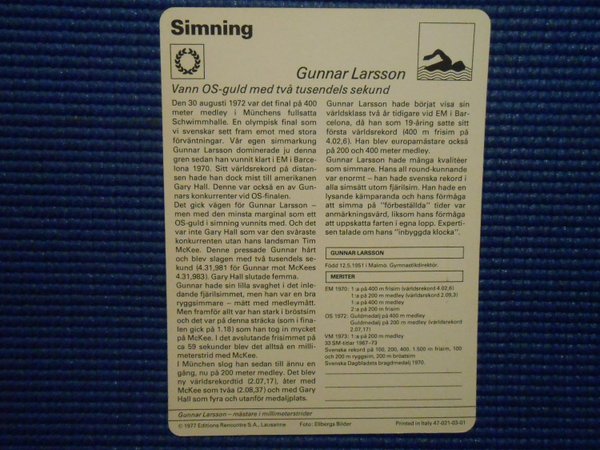 Simning
Gunnar Larsson
Vann OS-guld med två tusendels sekund
Den 30 augusti 1972 var det final på 400
meter medley i Münchens fullsatta
Schwimmhalle. En olympisk final som
vi svenskar sett fram emot med stora
förväntningar. Vår egen simmarkung
Gunnar Larsson dominerade ju denna
gren sedan han vunnit klart i EM i Barce-
lona 1970. Sitt världsrekord på distan-
sen hade han dock mist till amerikanen
Gary Hall. Denne var också en av Gun-
nars konkurrenter vid OS-finalen.
Det gick vägen för Gunnar Larsson –
men med den minsta marginal som ett
OS-guld i simning vunnits med. Och det
var inte Gary Hall som var den svåraste
konkurrenten utan hans landsman Tim
McKee. Denne pressade Gunnar hårt
och blev slagen med två tusendels se-
kund (4.31,981 för Gunnar mot McKees
4.31,983). Gary Hall slutade femma.
Gunnar hade sin lilla svaghet i det inle-
dande fjärilsimmet, men han var en bra
ryggsimmare – mätt med medleymått.
Men framför allt var han stark i bröstsim
och det var på denna sträcka (som i fina-
len gick på 1.18) som han tog in mycket
på McKee. I det avslutande frisimmet på
ca 59 sekunder blev det alltså en milli-
meterstrid med McKee.
I München slog han sedan till ännu en
gång, nu på 200 meter medley. Det blev
ny världsrekordtid (2.07,17), åter med
McKee som tvåa (2.08,37) och med Gary
Hall som fyra och utanför medaljplats.
Gunnar Larsson hade börjat visa sin
världsklass två år tidigare vid EM i Bar-
celona, då han som 19-åring satte sitt
första världsrekord (400 m frisim på
4.02,6). Han blev europamästare också
på 200 och 400 meter medley.
Gunnar Larsson hade många kvaliteér
som simmare. Hans all round-kunnande
var enormt – han hade svenska rekord i
alla simsätt utom fjärilsim. Han hade en
lysande kämparanda och hans förmåga
att simma på "förbeställda" tider var
anmärkningsvärd, liksom hans förmåga
att uppskatta farten i egna lopp. Experti-
sen talade om hans "inbyggda klocka".
GUNNAR LARSSON
Född 12.5.1951 i Malmö. Gymnastikdirektör.
MERITER
EM 1970: 1:a på 400 m frisim (världsrekord 4.02,6)
1:a på 200 m medley (världsrekord 2.09,3)
1:a på 400 m medley
2:a på 200 m frisim
OS 1972: Guldmedalj på 400 m medley
Guldmedalj på 200 m medley (världsrekord
2.07,17)
VM 1973: 1:a på 200 m medley
33 SM-titlar 1967–73
Svenska rekord på 100, 200, 400, 1.500 m frisim, 100
och 200 m ryggsim, 200 m bröstsim
Svenska Dagbladets bragdmedalj 1970.
Gunnar Larsson – mästare i millimeterstrider
© 1977 Editions Rencontre S.A., Lausanne Foto: Ellbergs Bilder Printed in Italy 47-021-03-01